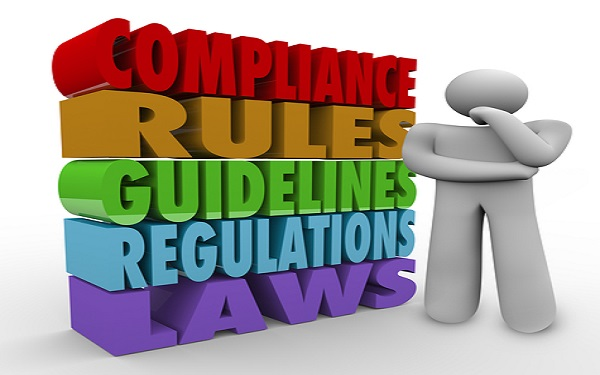 COMPLIANCE
RULES
GUIDELINES
REGULATIONS
LAWS